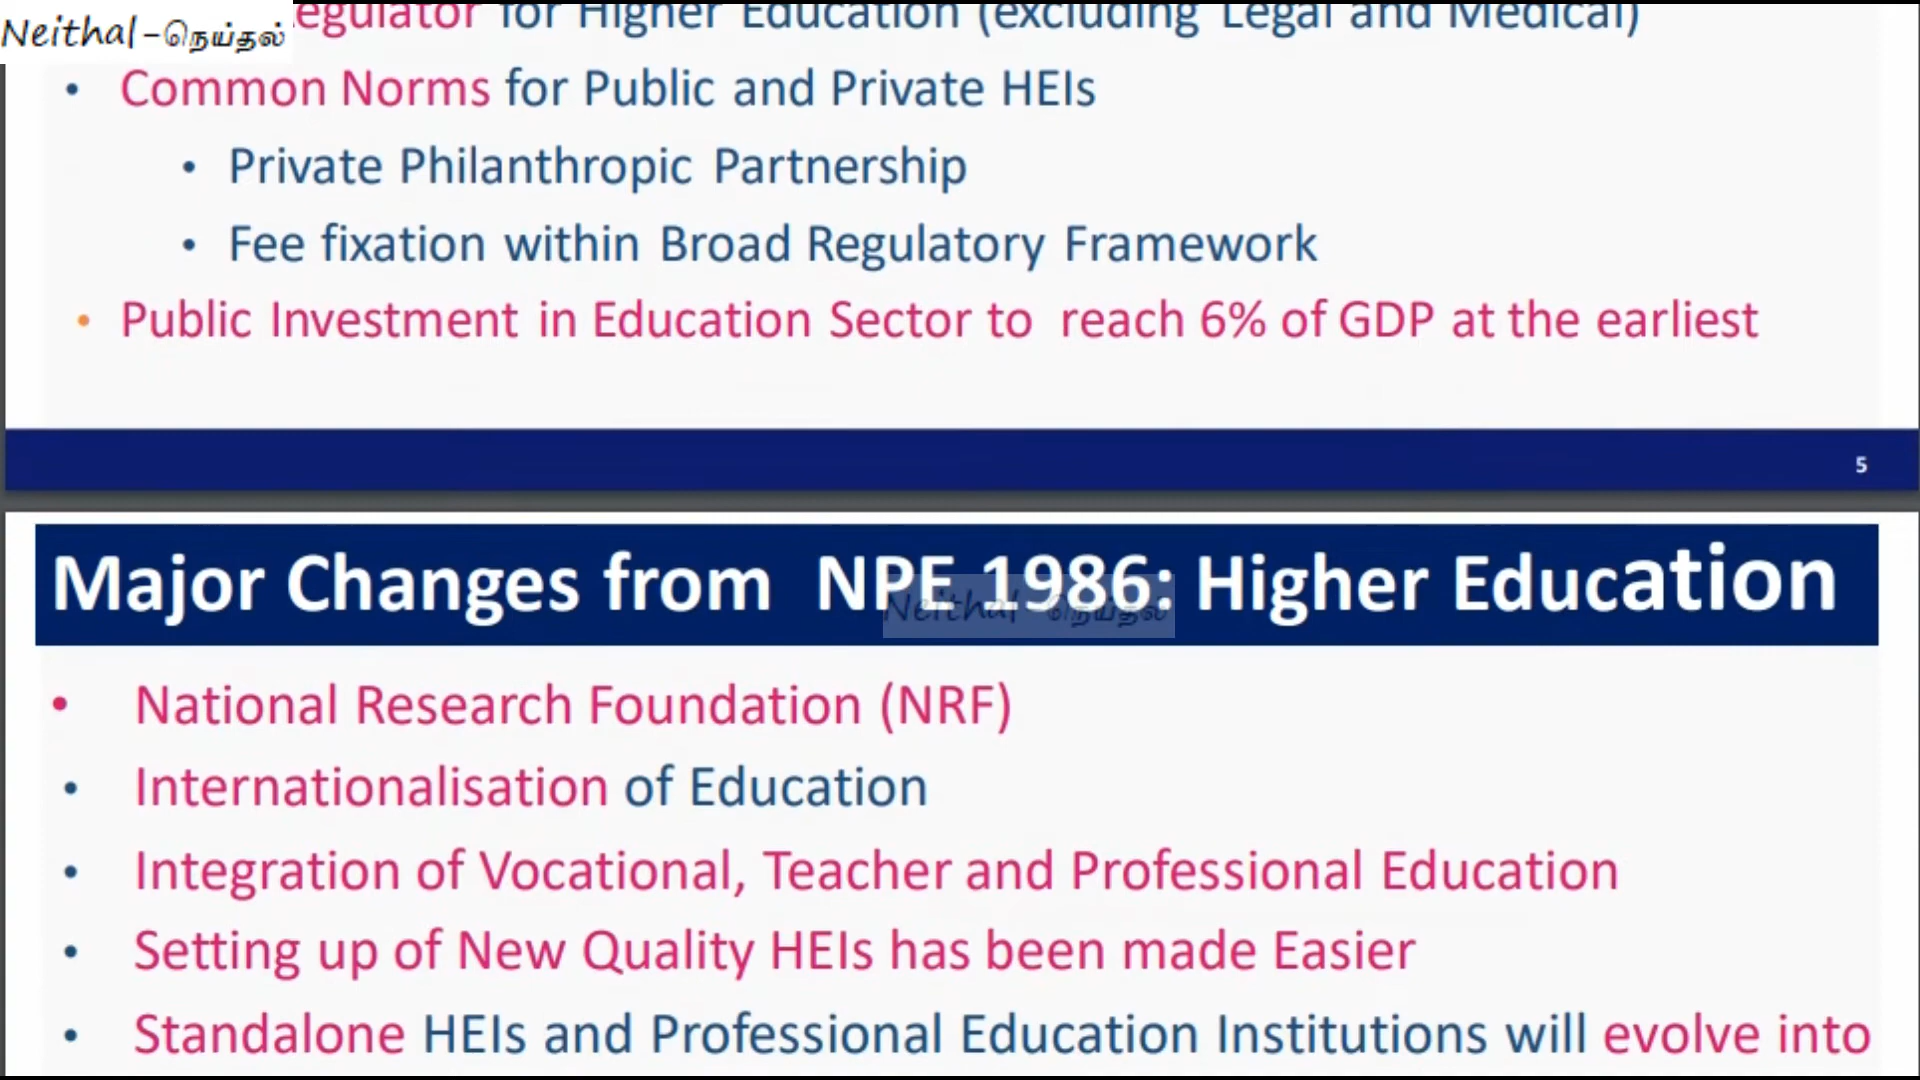 Neithal-நெய்தல்
egulator for Higher Education (excluding Legal and Medical)
• Common Norms for Public and Private HEIs
• Private Philanthropic Partnership
• Fee fixation within Broad Regulatory Framework
• Public Investment in Education Sector to reach 6% of GDP at the earliest
5
Major Changes from NPE 1986: Higher Education
Neithal-நெய்தல்
• National Research Foundation (NRF)
• Internationalisation of Education
• Integration of Vocational, Teacher and Professional Education
• Setting up of New Quality HEIs has been made Easier
• Standalone HEIs and Professional Education Institutions will evolve into